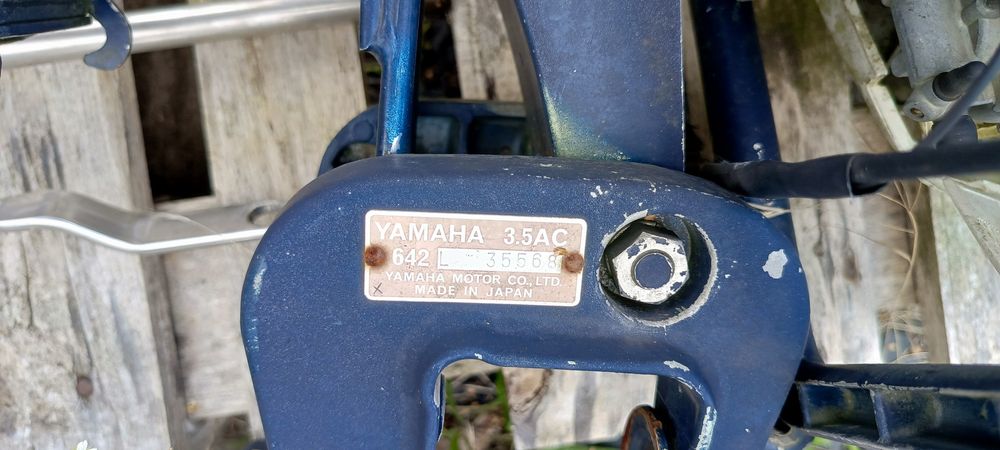 YAMAHA 3.5AC
642 L 35568
YAMAHA MOTOR CO., LTD.
MADE IN JAPAN
X